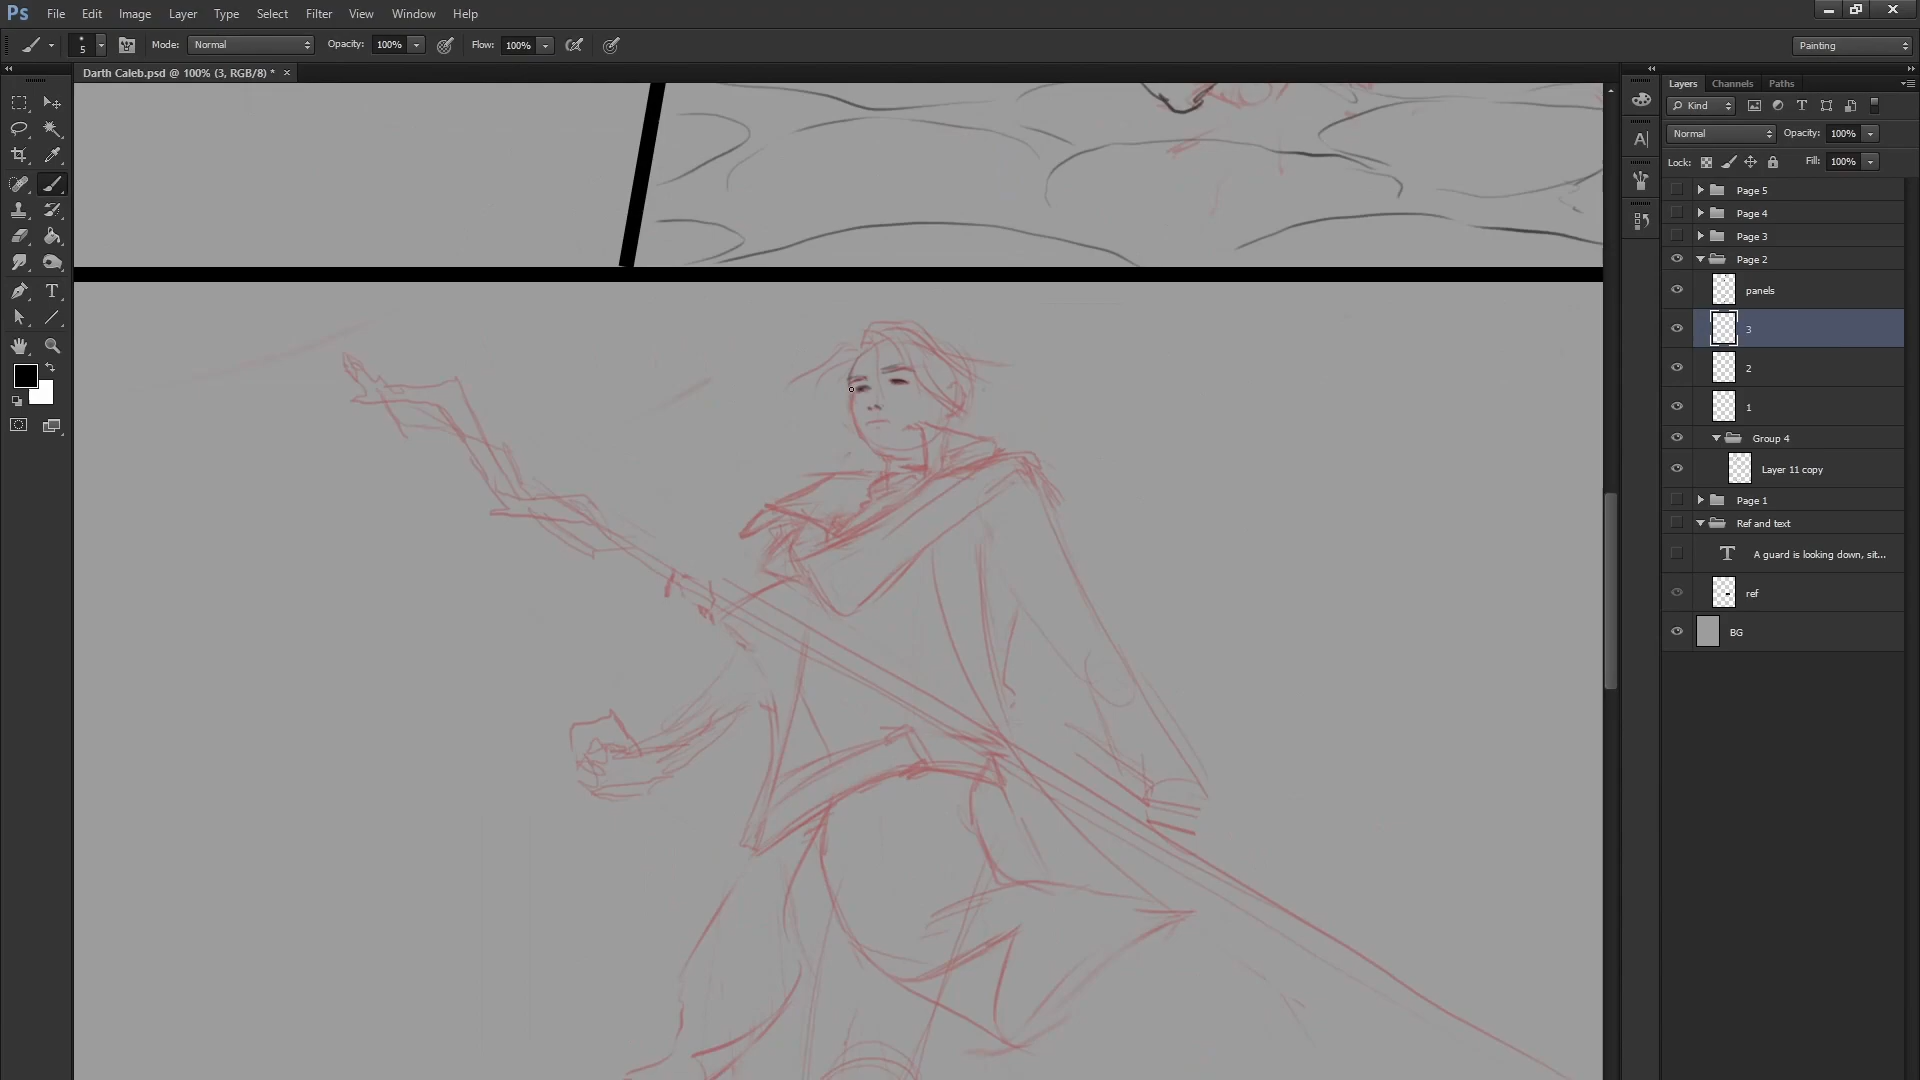 Ps File Edit Image Layer Type Select Filter View Window Help
5 Mode: Normal Opacity: 100% Flow: 100% Painting
Darth Caleb.psd @ 100% (3, RGB/8) * ×
Layers Channels Paths
Kind
Normal Opacity: 100%
Lock: Fill: 100%
Page 5
Page 4
Page 3
Page 2
panels
3
2
1
Group 4
Layer 11 copy
Page 1
Ref and text
A guard is looking down, sit...
ref
BG